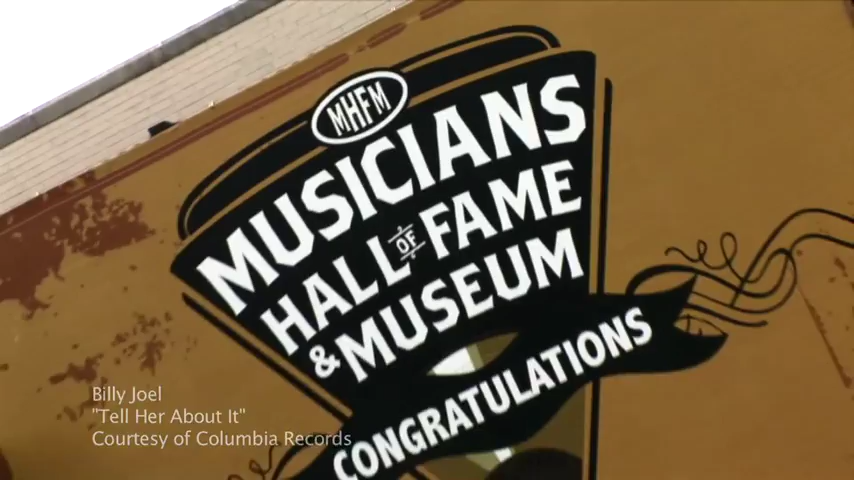 MHFM
MUSICIANS
HALL OF FAME
& MUSEUM
CONGRATULATIONS
Billy Joel
"Tell Her About It"
Courtesy of Columbia Records